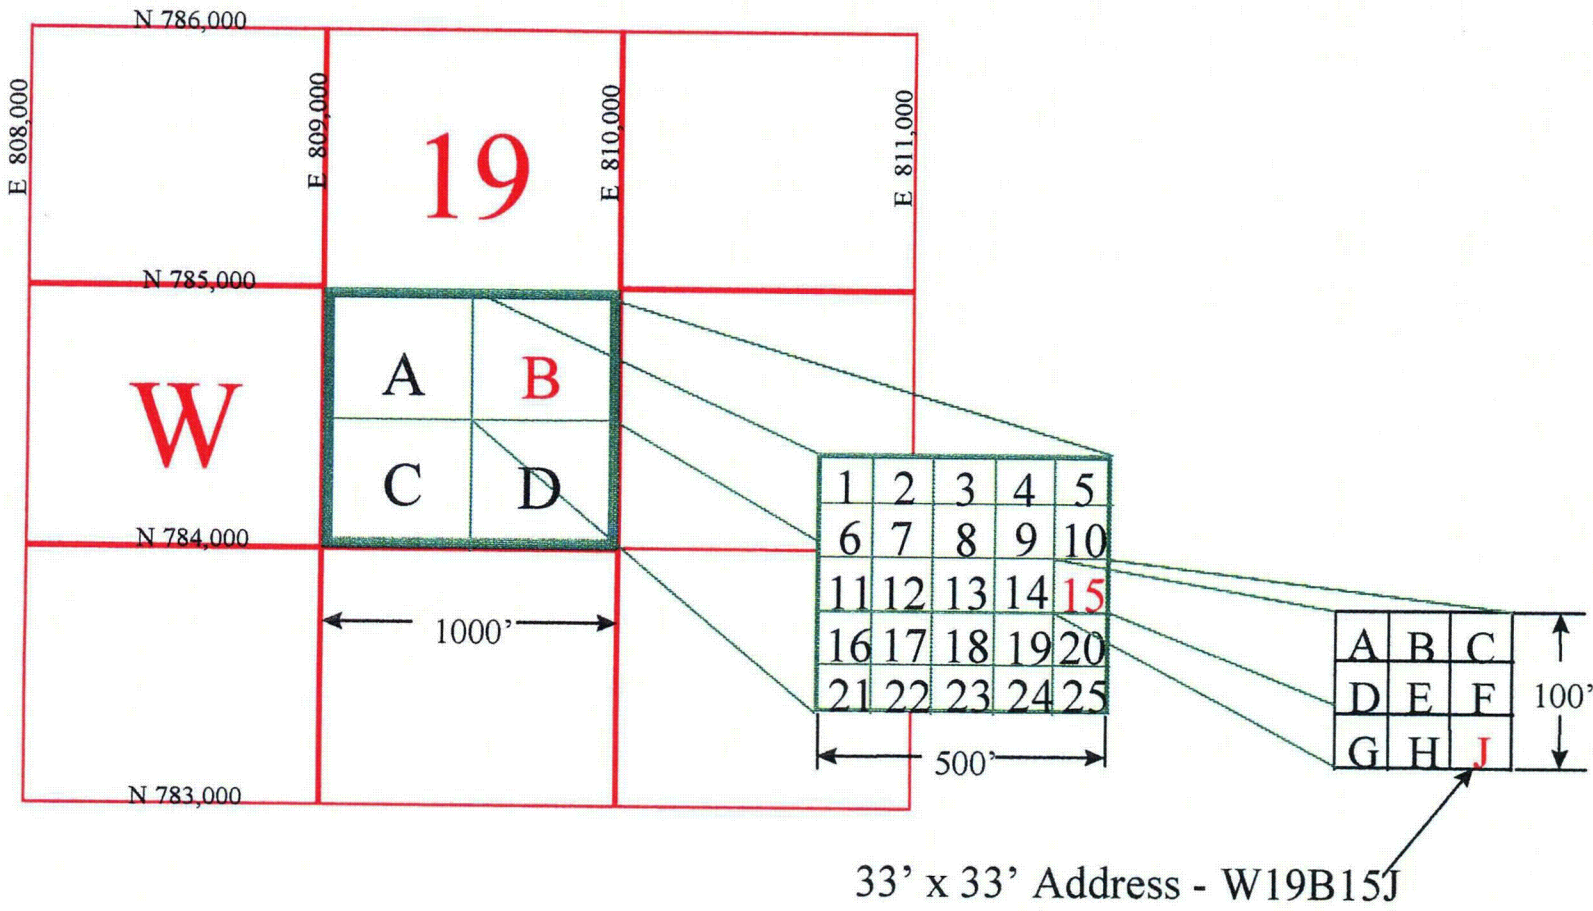 N 786,000
E 808,000
E 809,000
E 810,000
E 811,000
19
N 785,000
W
A B
C D
N 784,000
1000'
N 783,000
1 2 3 4 5
6 7 8 9 10
11 12 13 14 15
16 17 18 19 20
21 22 23 24 25
500'
A B C
D E F
G H J
100'
33' x 33' Address - W19B15J